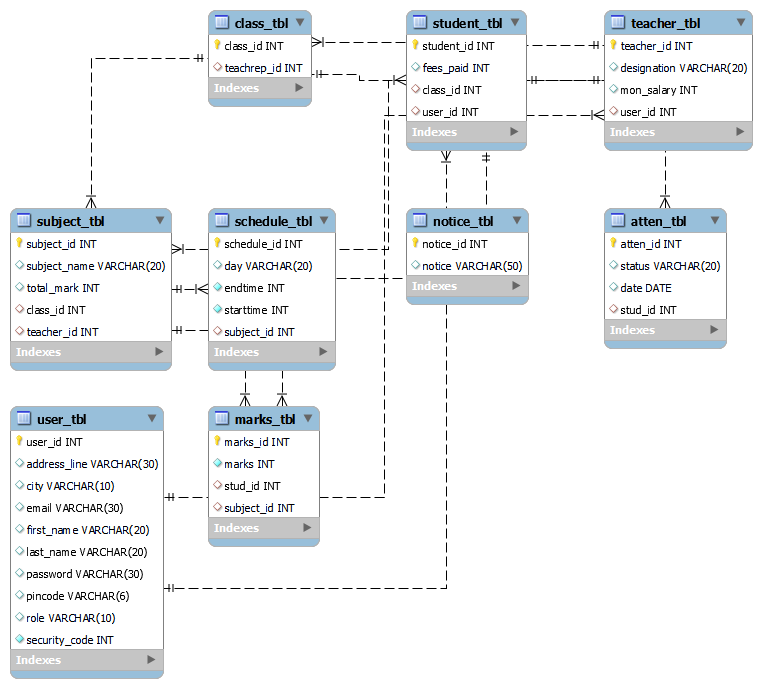 class_tbl
class_id INT
teachrep_id INT
Indexes
student_tbl
student_id INT
fees_paid INT
class_id INT
user_id INT
Indexes
teacher_tbl
teacher_id INT
designation VARCHAR(20)
mon_salary INT
user_id INT
Indexes
subject_tbl
subject_id INT
subject_name VARCHAR(20)
total_mark INT
class_id INT
teacher_id INT
Indexes
schedule_tbl
schedule_id INT
day VARCHAR(20)
endtime INT
starttime INT
subject_id INT
Indexes
notice_tbl
notice_id INT
notice VARCHAR(50)
Indexes
atten_tbl
atten_id INT
status VARCHAR(20)
date DATE
stud_id INT
Indexes
user_tbl
user_id INT
address_line VARCHAR(30)
city VARCHAR(10)
email VARCHAR(30)
first_name VARCHAR(20)
last_name VARCHAR(20)
password VARCHAR(30)
pincode VARCHAR(6)
role VARCHAR(10)
security_code INT
Indexes
marks_tbl
marks_id INT
marks INT
stud_id INT
subject_id INT
Indexes